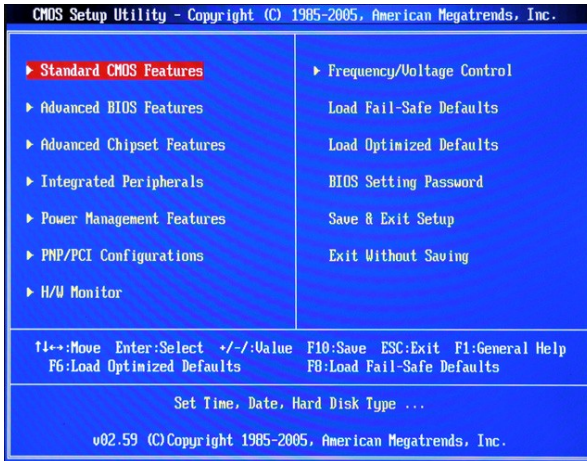 CMOS Setup Utility - Copyright (C) 1985-2005, American Megatrends, Inc.
Standard CMOS Features
Advanced BIOS Features
Advanced Chipset Features
Integrated Peripherals
Power Management Features
PNP/PCI Configurations
H/W Monitor
Frequency/Voltage Control
Load Fail-Safe Defaults
Load Optimized Defaults
BIOS Setting Password
Save & Exit Setup
Exit Without Saving
↑↓↔:Move Enter:Select +/-/:Value F10:Save ESC:Exit F1:General Help
F6:Load Optimized Defaults F8:Load Fail-Safe Defaults
Set Time, Date, Hard Disk Type ...
v02.59 (C)Copyright 1985-2005, American Megatrends, Inc.